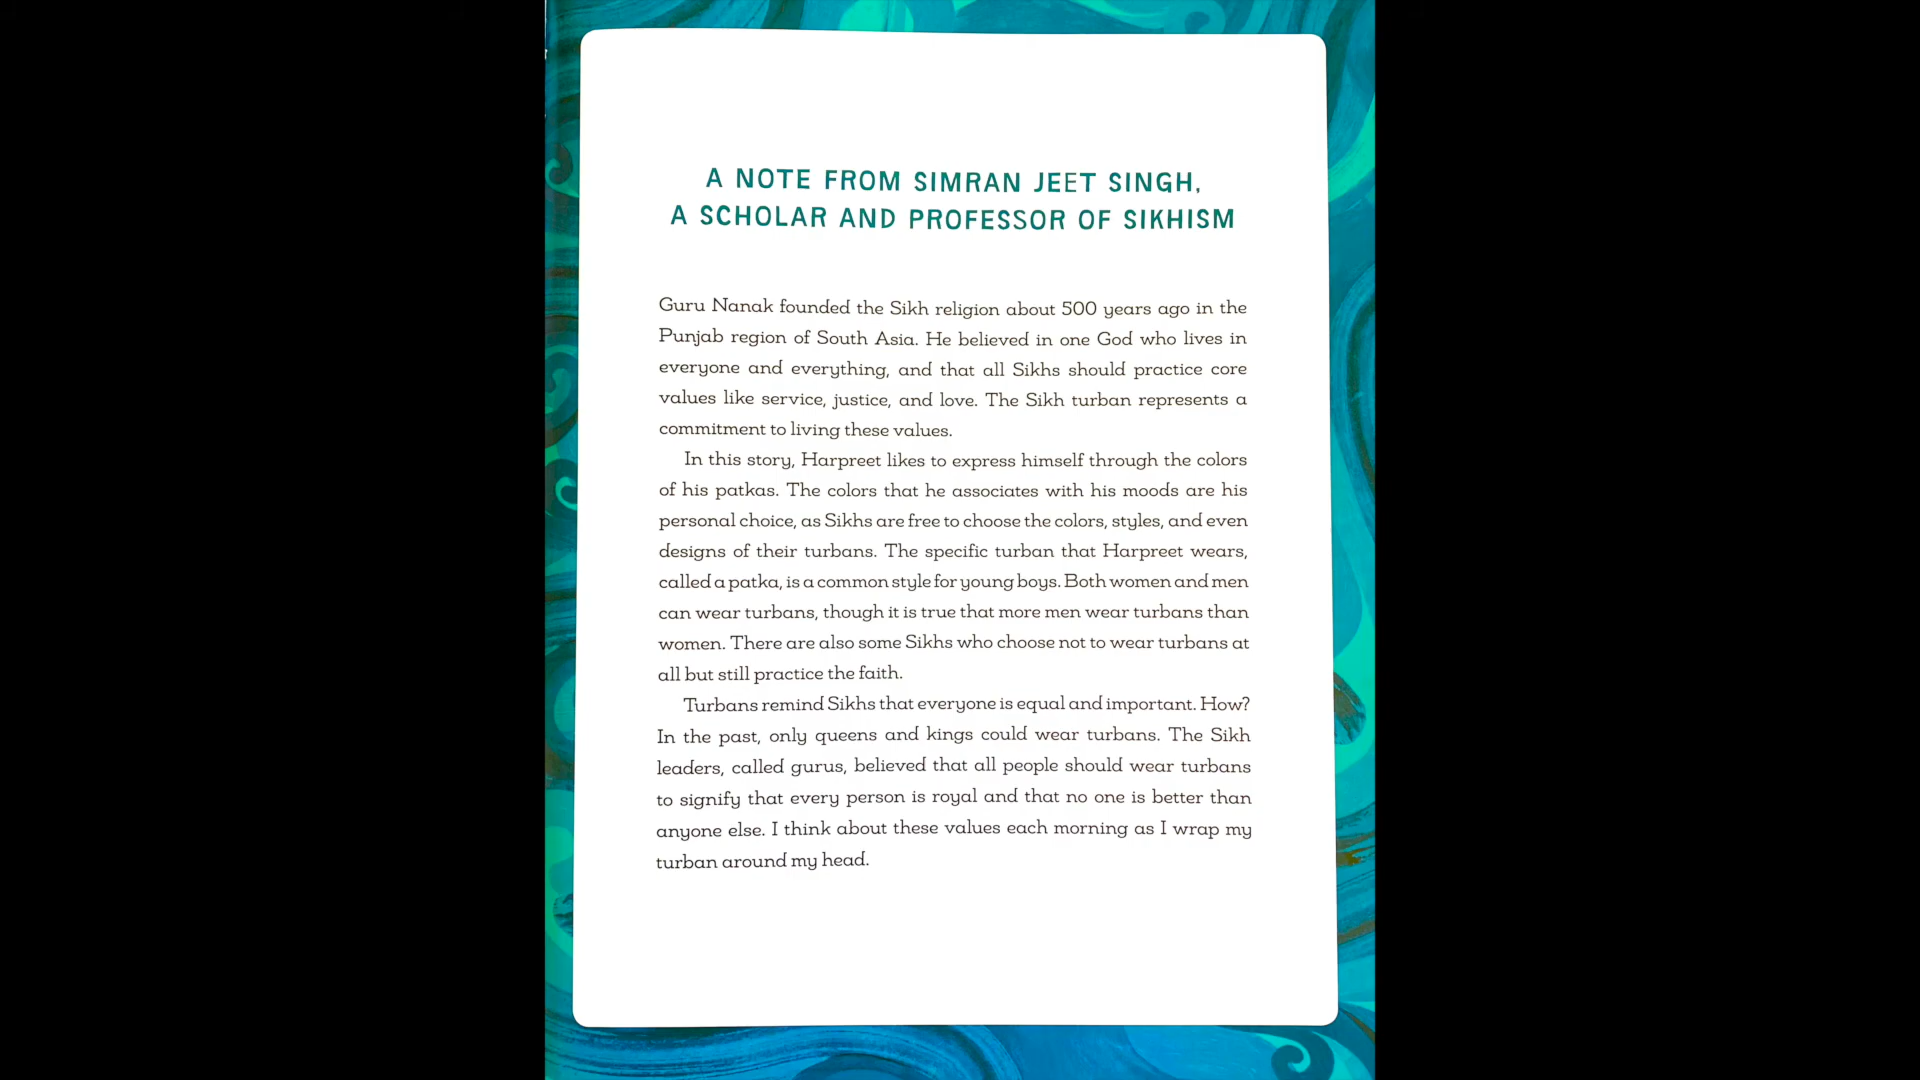 A NOTE FROM SIMRAN JEET SINGH,
A SCHOLAR AND PROFESSOR OF SIKHISM
Guru Nanak founded the Sikh religion about 500 years ago in the
Punjab region of South Asia. He believed in one God who lives in
everyone and everything, and that all Sikhs should practice core
values like service, justice, and love. The Sikh turban represents a
commitment to living these values.
In this story, Harpreet likes to express himself through the colors
of his patkas. The colors that he associates with his moods are his
personal choice, as Sikhs are free to choose the colors, styles, and even
designs of their turbans. The specific turban that Harpreet wears,
called a patka, is a common style for young boys. Both women and men
can wear turbans, though it is true that more men wear turbans than
women. There are also some Sikhs who choose not to wear turbans at
all but still practice the faith.
Turbans remind Sikhs that everyone is equal and important. How?
In the past, only queens and kings could wear turbans. The Sikh
leaders, called gurus, believed that all people should wear turbans
to signify that every person is royal and that no one is better than
anyone else. I think about these values each morning as I wrap my
turban around my head.